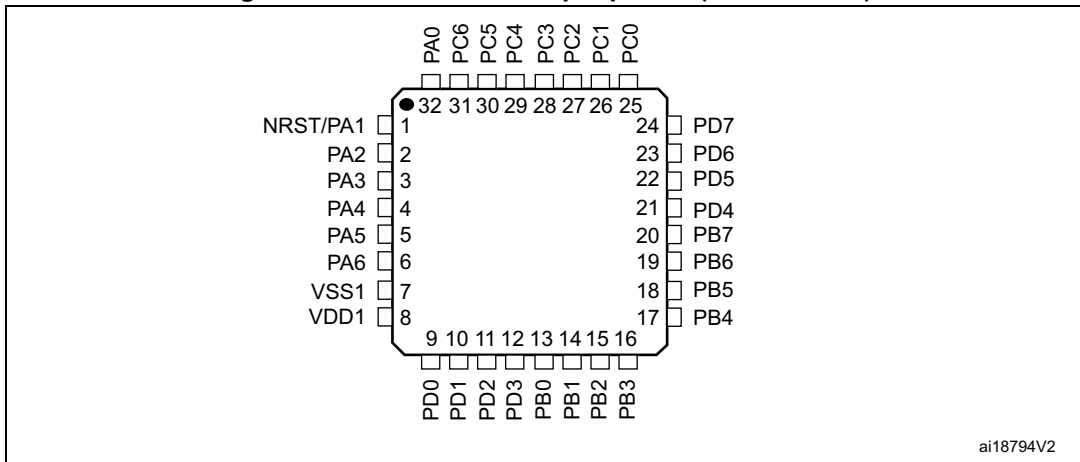 PA0 PC6 PC5 PC4 PC3 PC2 PC1 PC0
32 31 30 29 28 27 26 25
NRST/PA1 1 24 PD7
PA2 2 23 PD6
PA3 3 22 PD5
PA4 4 21 PD4
PA5 5 20 PB7
PA6 6 19 PB6
VSS1 7 18 PB5
VDD1 8 17 PB4
9 10 11 12 13 14 15 16
PD0 PD1 PD2 PD3 PB0 PB1 PB2 PB3
ai18794V2